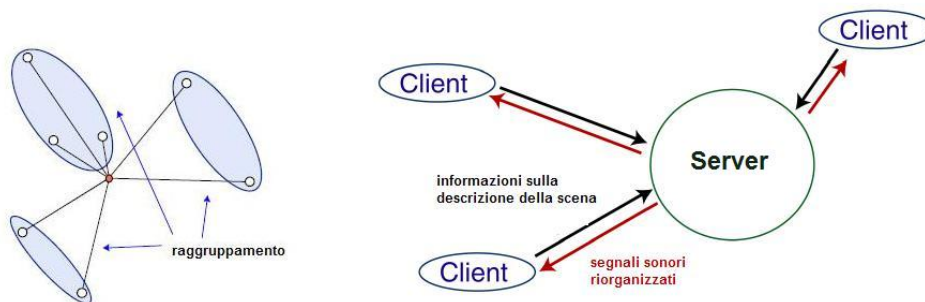 raggruppamento
Client
Client
Server
informazioni sulla
descrizione della scena
Client
segnali sonori
riorganizzati